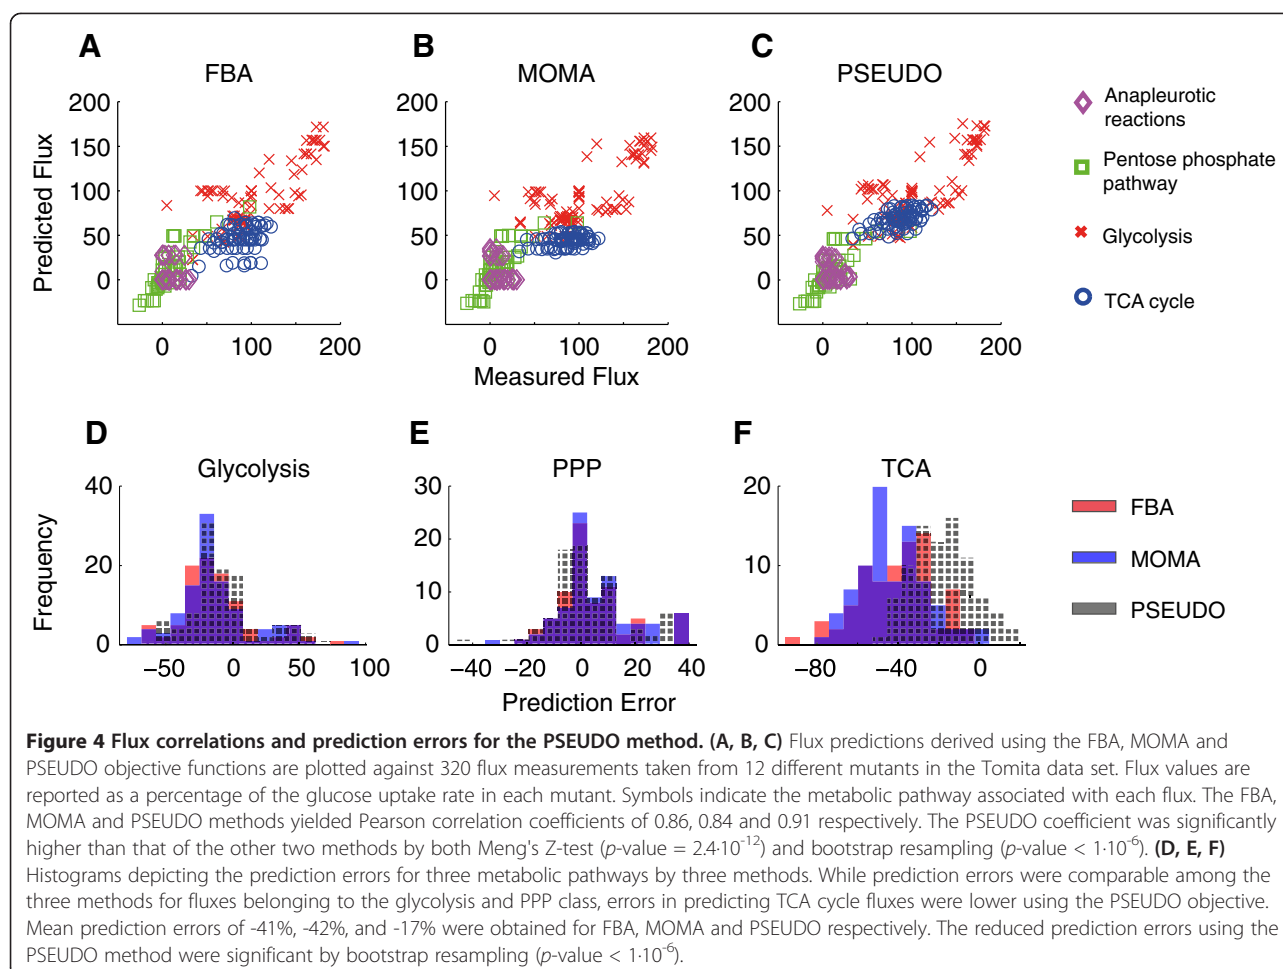 A
B
C
FBA
MOMA
PSEUDO
Predicted Flux
200
150
100
50
0
0
100
200
200
150
100
50
0
0
100
200
200
150
100
50
0
0
100
200
Measured Flux
Anapleurotic
reactions
Pentose phosphate
pathway
Glycolysis
TCA cycle
D
E
F
Glycolysis
PPP
TCA
Frequency
40
20
0
−50
0
50
100
30
20
10
0
−40
−20
0
20
40
20
10
0
−80
−40
0
Prediction Error
FBA
MOMA
PSEUDO
Figure 4 Flux correlations and prediction errors for the PSEUDO method. (A, B, C) Flux predictions derived using the FBA, MOMA and
PSEUDO objective functions are plotted against 320 flux measurements taken from 12 different mutants in the Tomita data set. Flux values are
reported as a percentage of the glucose uptake rate in each mutant. Symbols indicate the metabolic pathway associated with each flux. The FBA,
MOMA and PSEUDO methods yielded Pearson correlation coefficients of 0.86, 0.84 and 0.91 respectively. The PSEUDO coefficient was significantly
higher than that of the other two methods by both Meng's Z-test (p-value = 2.4·10⁻¹²) and bootstrap resampling (p-value < 1·10⁻⁶). (D, E, F)
Histograms depicting the prediction errors for three metabolic pathways by three methods. While prediction errors were comparable among the
three methods for fluxes belonging to the glycolysis and PPP class, errors in predicting TCA cycle fluxes were lower using the PSEUDO objective.
Mean prediction errors of -41%, -42%, and -17% were obtained for FBA, MOMA and PSEUDO respectively. The reduced prediction errors using the
PSEUDO method were significant by bootstrap resampling (p-value < 1·10⁻⁶).